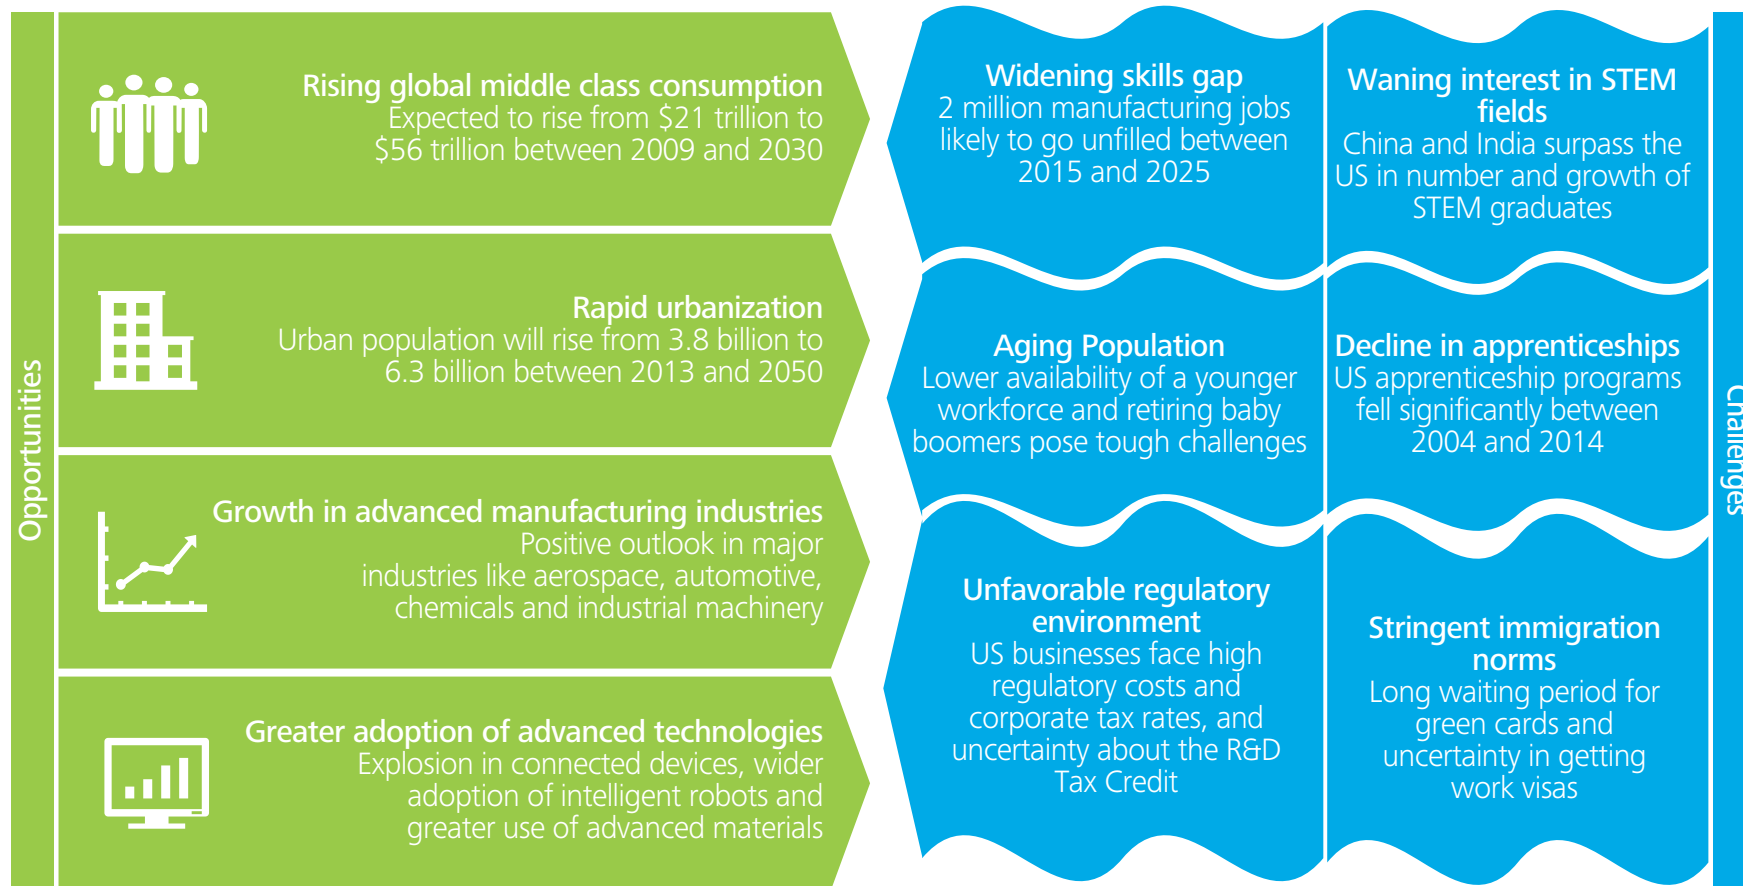 Opportunities
Rising global middle class consumption
Expected to rise from $21 trillion to
$56 trillion between 2009 and 2030
Rapid urbanization
Urban population will rise from 3.8 billion to
6.3 billion between 2013 and 2050
Growth in advanced manufacturing industries
Positive outlook in major
industries like aerospace, automotive,
chemicals and industrial machinery
Greater adoption of advanced technologies
Explosion in connected devices, wider
adoption of intelligent robots and
greater use of advanced materials
Widening skills gap
2 million manufacturing jobs
likely to go unfilled between
2015 and 2025
Waning interest in STEM
fields
China and India surpass the
US in number and growth of
STEM graduates
Aging Population
Lower availability of a younger
workforce and retiring baby
boomers pose tough challenges
Decline in apprenticeships
US apprenticeship programs
fell significantly between
2004 and 2014
Unfavorable regulatory
environment
US businesses face high
regulatory costs and
corporate tax rates, and
uncertainty about the R&D
Tax Credit
Stringent immigration
norms
Long waiting period for
green cards and
uncertainty in getting
work visas
Challenges